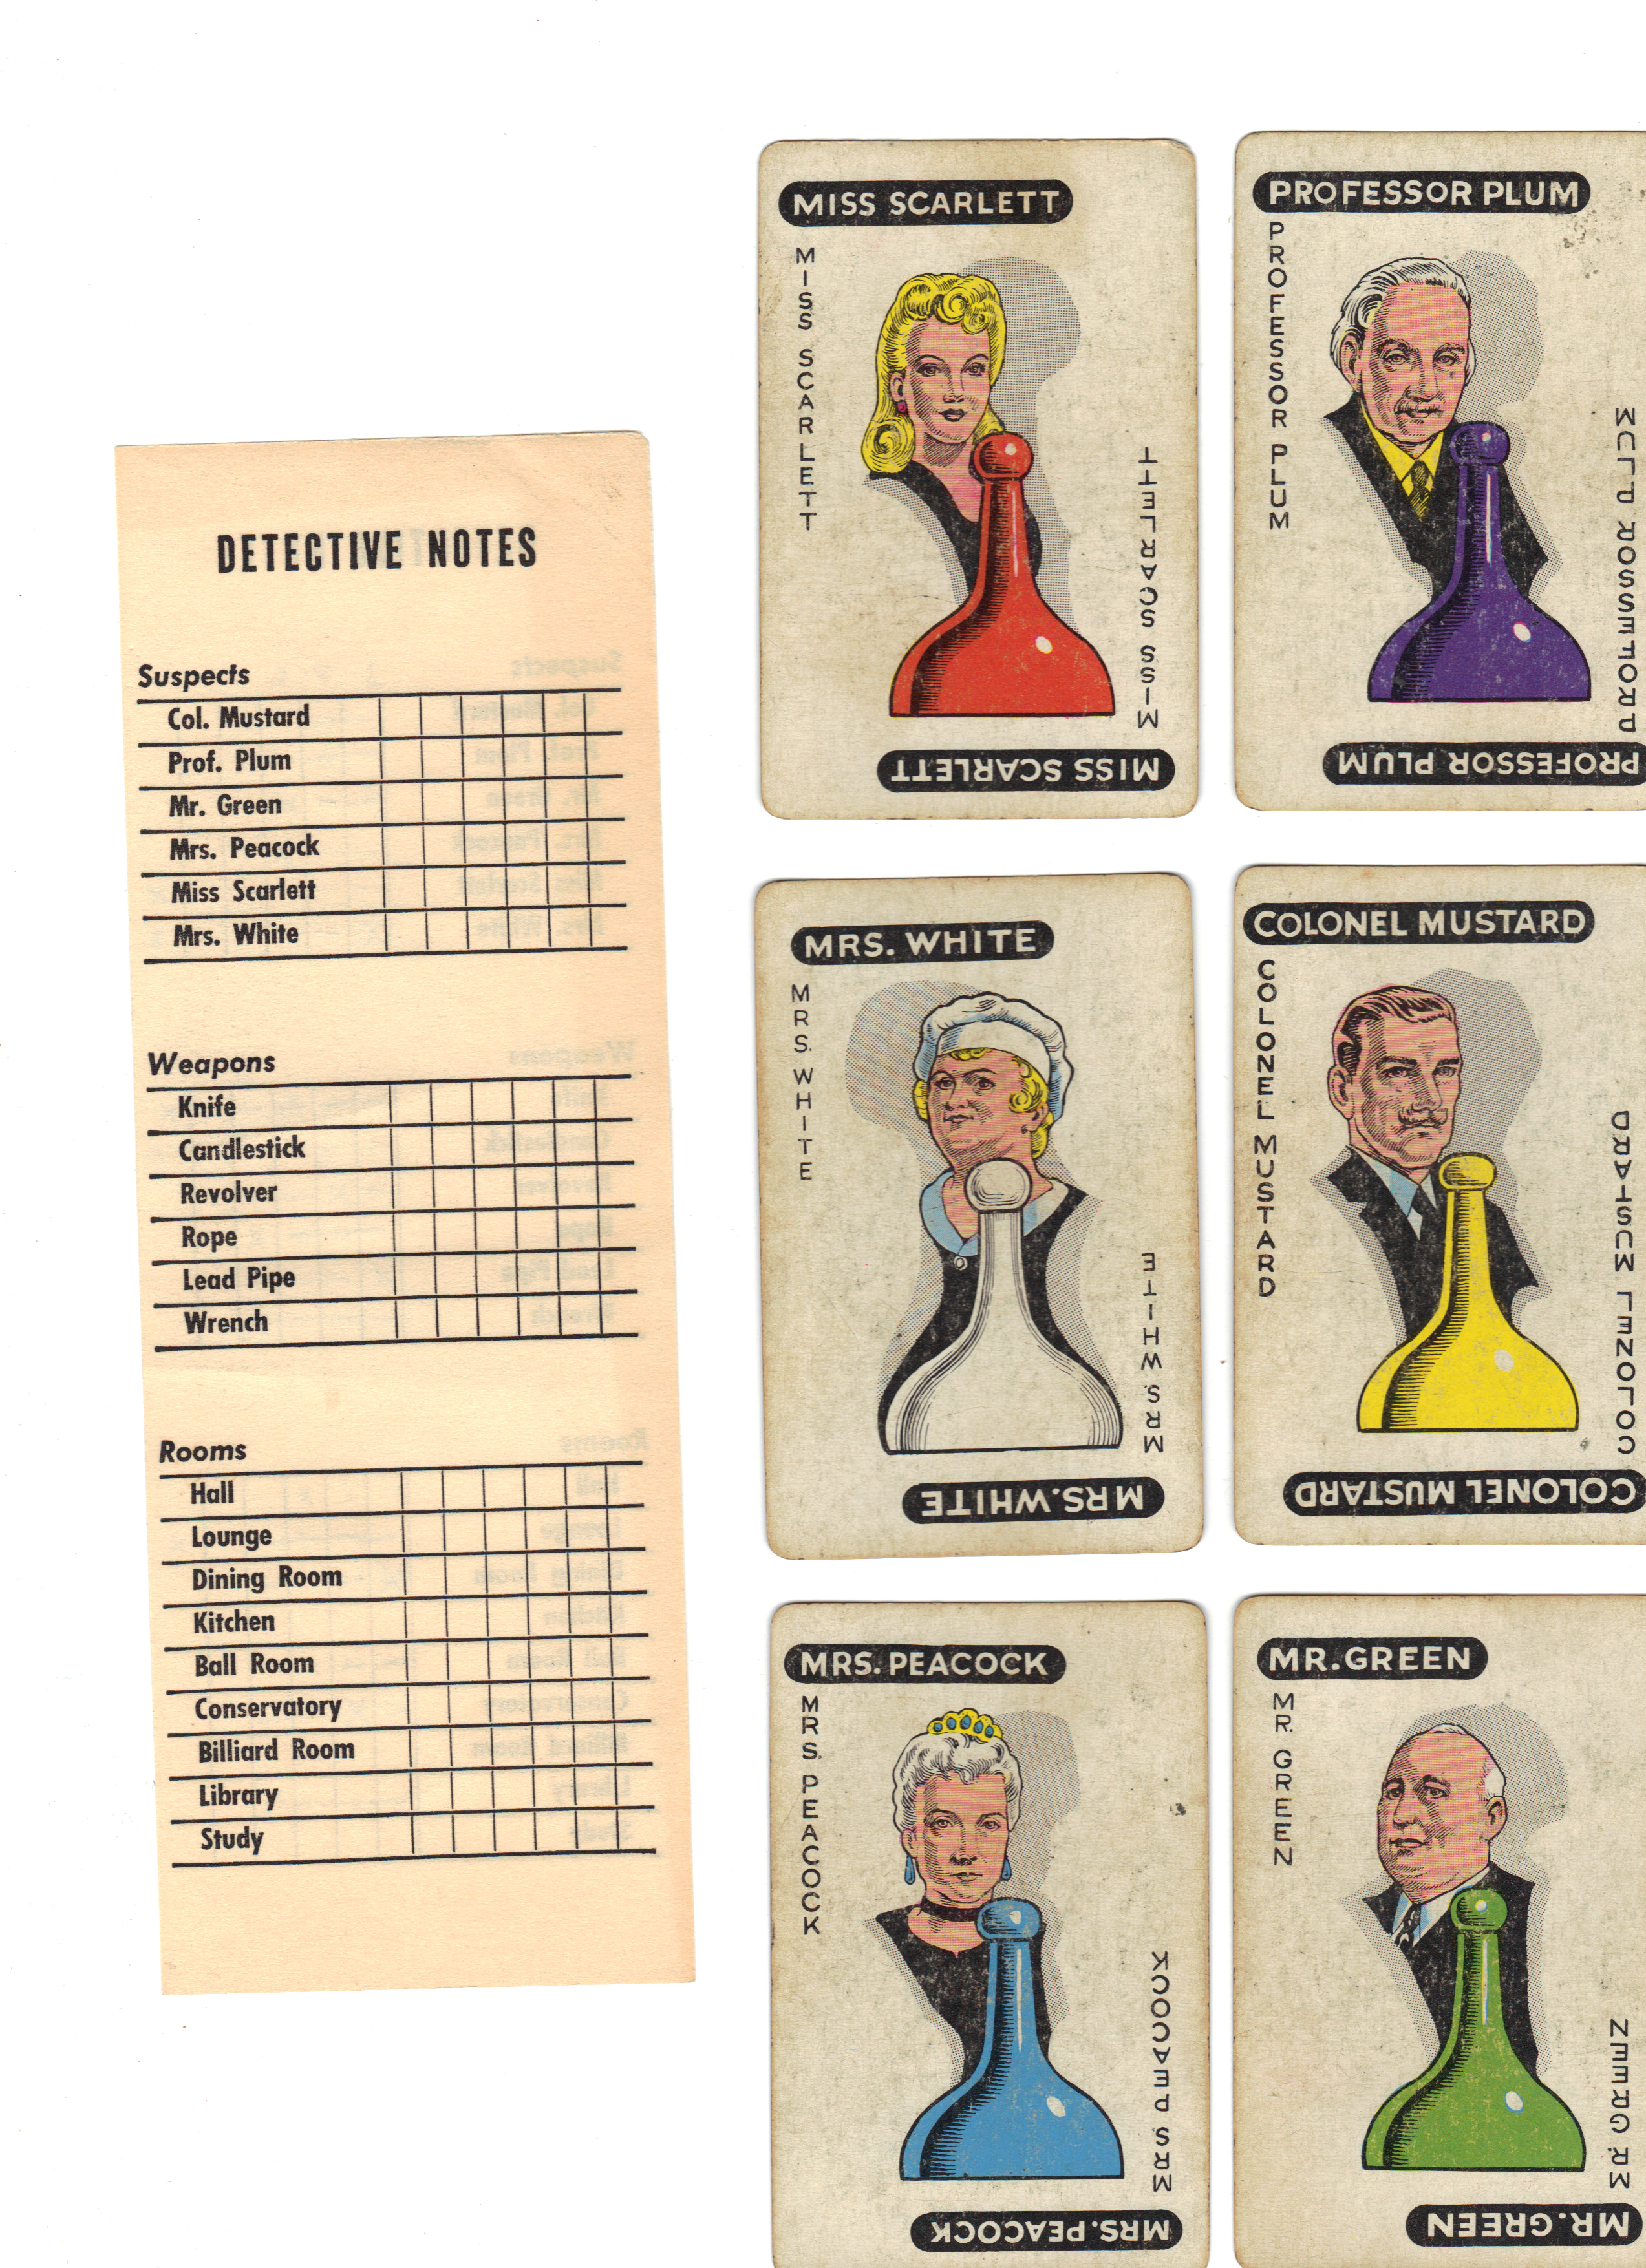 DETECTIVE NOTES
Suspects
Col. Mustard
Prof. Plum
Mr. Green
Mrs. Peacock
Miss Scarlett
Mrs. White
Weapons
Knife
Candlestick
Revolver
Rope
Lead Pipe
Wrench
Rooms
Hall
Lounge
Dining Room
Kitchen
Ball Room
Conservatory
Billiard Room
Library
Study
MISS SCARLETT
MISS SCARLETT
MISS SCARLETT
MISS SCARLETT
PROFESSOR PLUM
PROFESSOR PLUM
PROFESSOR PLUM
PROFESSOR PLUM
MRS. WHITE
MRS. WHITE
MRS. WHITE
MRS. WHITE
COLONEL MUSTARD
COLONEL MUSTARD
COLONEL MUSTARD
COLONEL MUSTARD
MRS. PEACOCK
MRS. PEACOCK
MRS. PEACOCK
MRS. PEACOCK
MR. GREEN
MR. GREEN
MR. GREEN
MR. GREEN